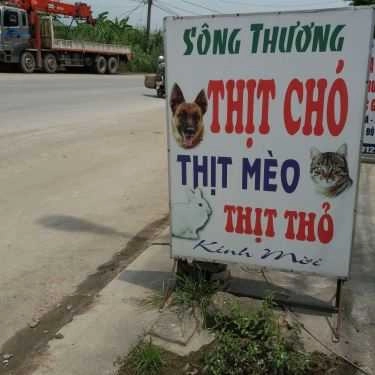 SÔNG THƯƠNG
THỊT CHÓ
THỊT MÈO
THỊT THỎ
Kính Mời